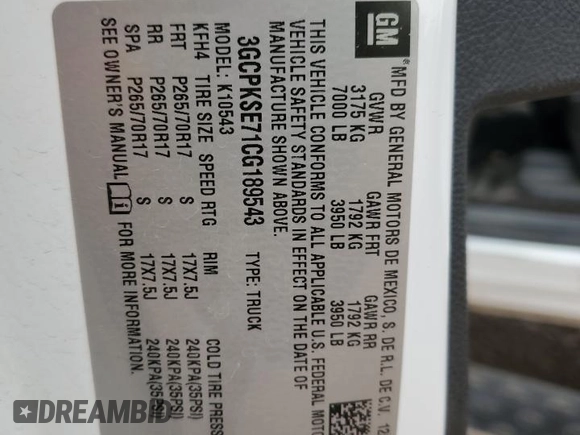 GM
MFD BY GENERAL MOTORS DE MEXICO, S. DE R.L. DE C.V. 12
GVWR GAWR FRT GAWR RR
3175 KG 1792 KG 1792 KG
7000 LB 3950 LB 3950 LB
THIS VEHICLE CONFORMS TO ALL APPLICABLE U.S. FEDERAL MOTO
VEHICLE SAFETY STANDARDS IN EFFECT ON THE DATE OF
MANUFACTURE SHOWN ABOVE.
3GCPKSE71CG189543 TYPE: TRUCK
MODEL: K10543
KFH4 TIRE SIZE SPEED RTG RIM COLD TIRE PRESS
FRT P265/70R17 S 17X7.5J 240KPA(35PSI)
RR P265/70R17 S 17X7.5J 240KPA(35PSI)
SPA P265/70R17 S 17X7.5J 240KPA(35PSI)
SEE OWNER'S MANUAL i FOR MORE INFORMATION.
DREAMBID